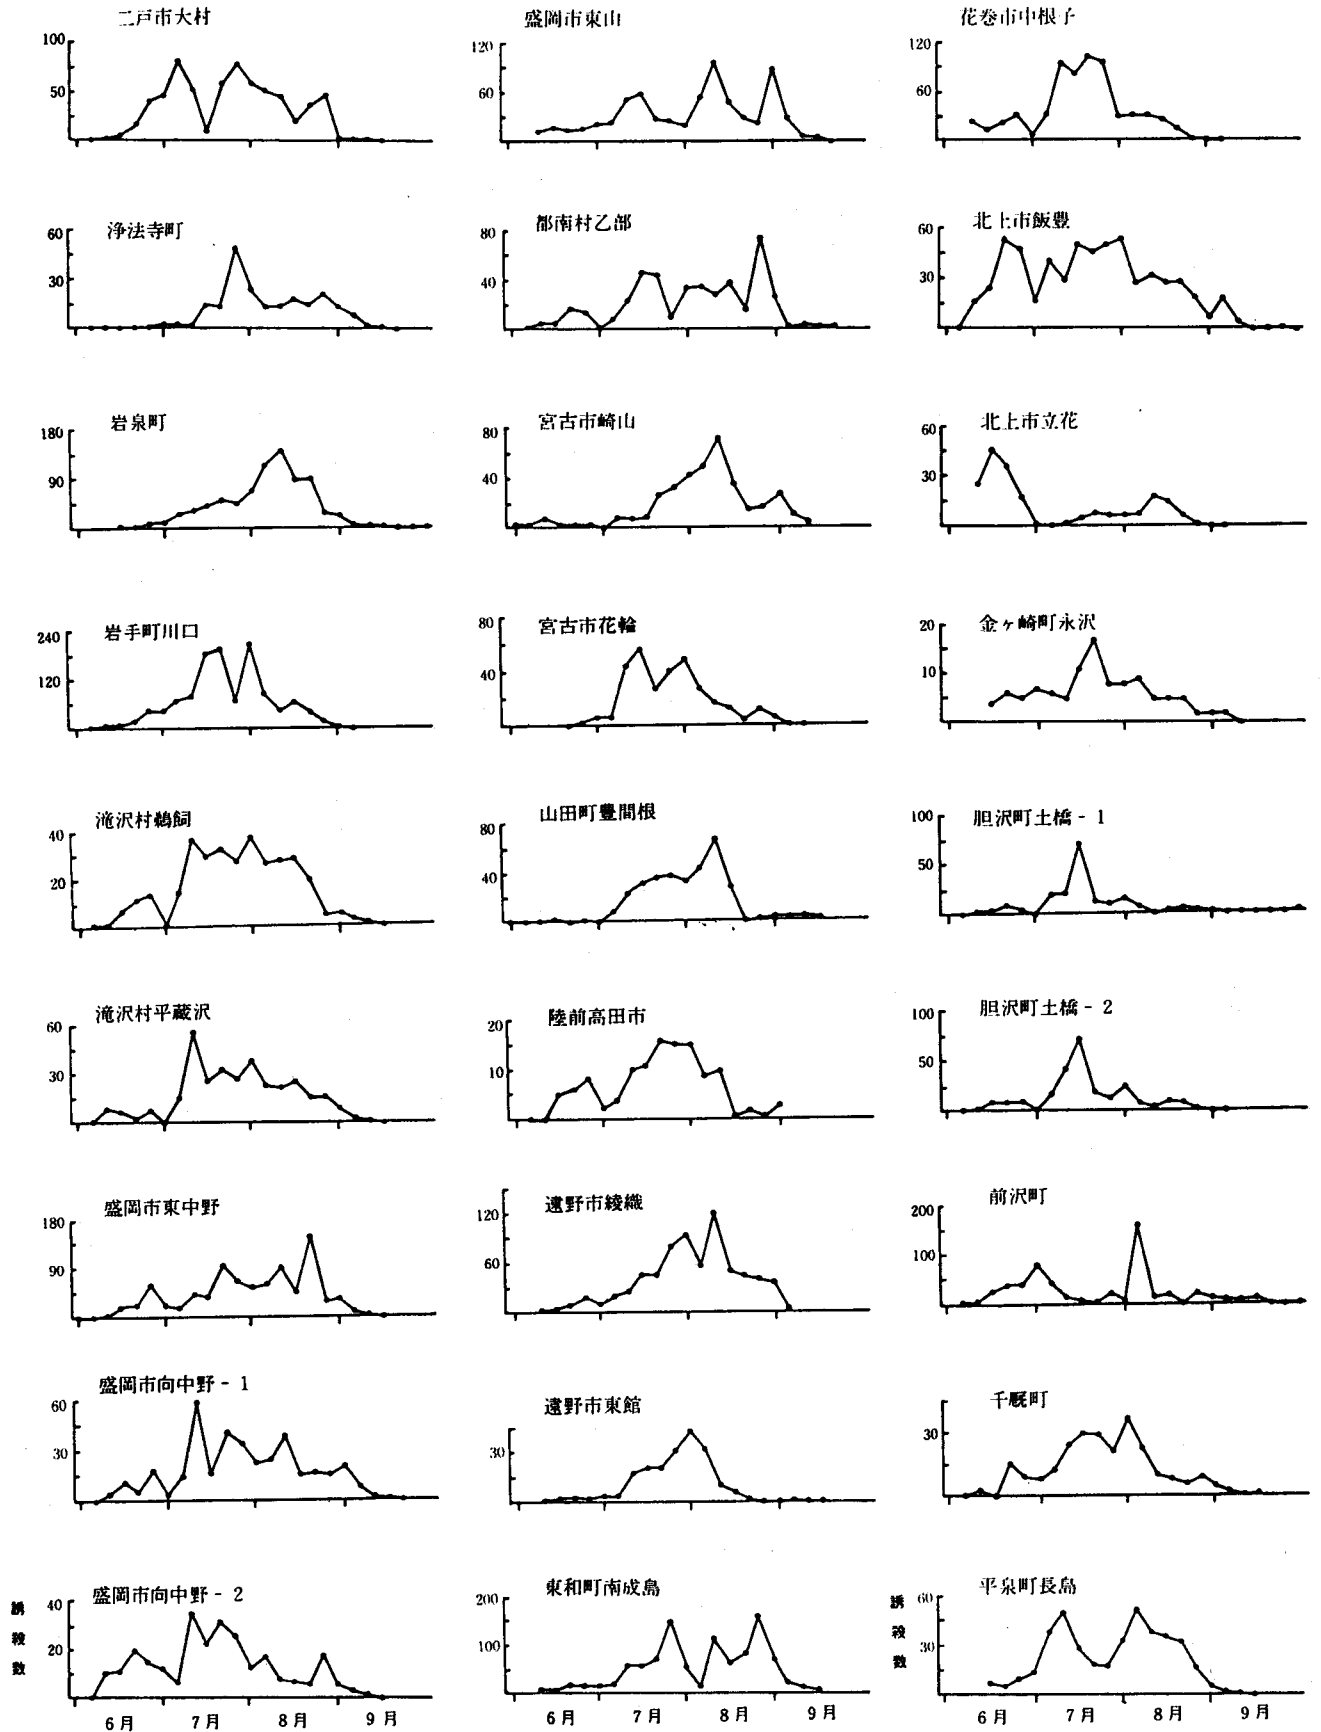 二戸市大村
100
50
盛岡市東山
120
60
花巻市中根子
120
60
浄法寺町
60
30
都南村乙部
80
40
北上市飯豊
60
30
岩泉町
180
90
宮古市崎山
80
40
北上市立花
60
30
岩手町川口
240
120
宮古市花輪
80
40
金ヶ崎町永沢
20
10
滝沢村鵜飼
40
20
山田町豊間根
80
40
胆沢町土橋-1
100
50
滝沢村平蔵沢
60
30
陸前高田市
20
10
胆沢町土橋-2
100
50
盛岡市東中野
180
90
遠野市綾織
120
60
前沢町
200
100
盛岡市向中野-1
60
30
遠野市東館
30
千厩町
30
盛岡市向中野-2
40
20
誘殺数
6月 7月 8月 9月
東和町南成島
200
100
6月 7月 8月 9月
平泉町長島
60
30
誘殺数
6月 7月 8月 9月